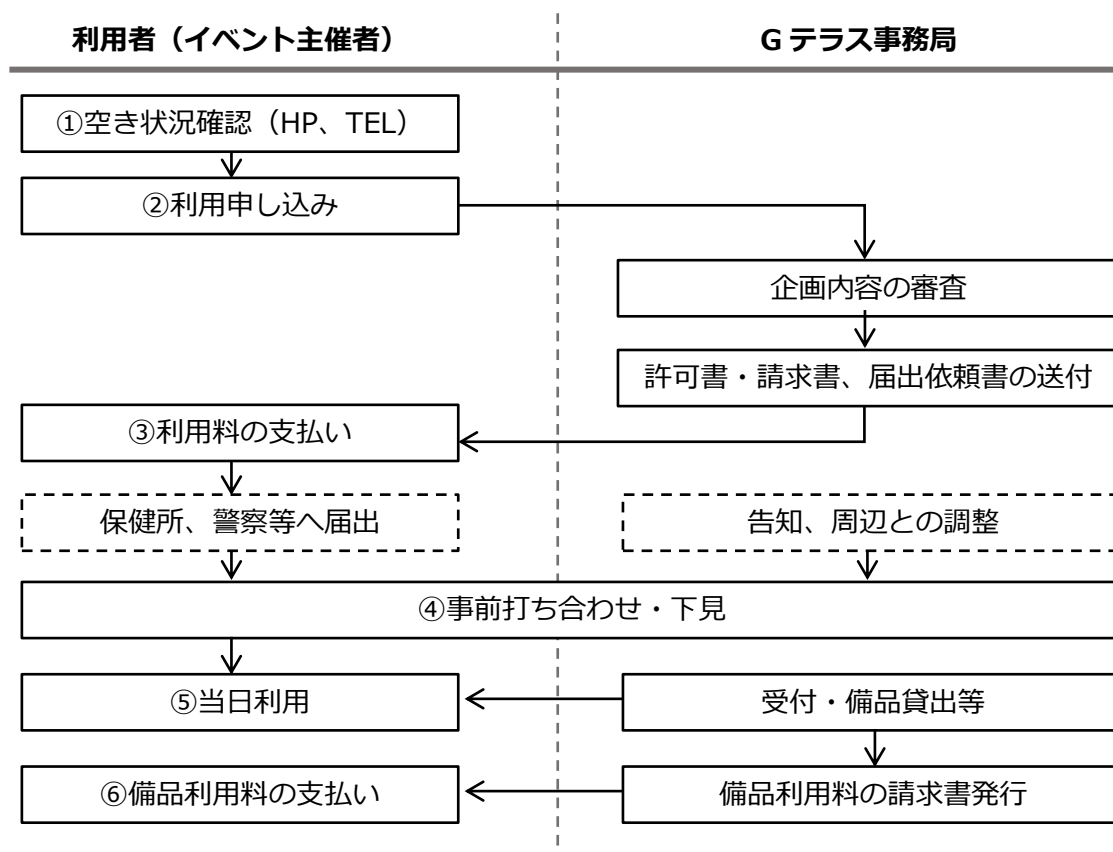 利用者（イベント主催者）
Gテラス事務局
①空き状況確認（HP、TEL）
②利用申し込み
企画内容の審査
許可書・請求書、届出依頼書の送付
③利用料の支払い
保健所、警察等へ届出
告知、周辺との調整
④事前打ち合わせ・下見
⑤当日利用
受付・備品貸出等
⑥備品利用料の支払い
備品利用料の請求書発行